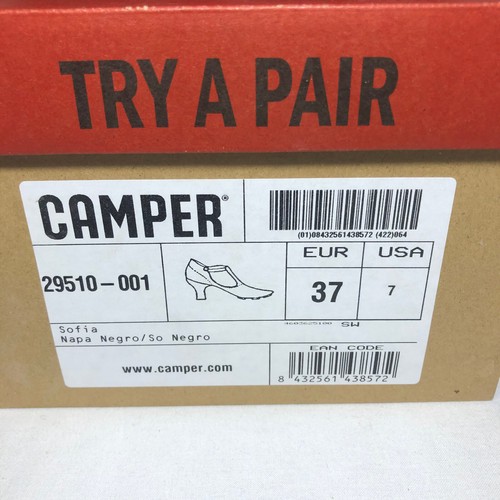 TRY A PAIR
CAMPER®
(01)08432561438572 (422)064
29510-001
EUR USA
37 7
SW
Sofia
Napa Negro/So Negro
EAN CODE
www.camper.com
8 432561 438572